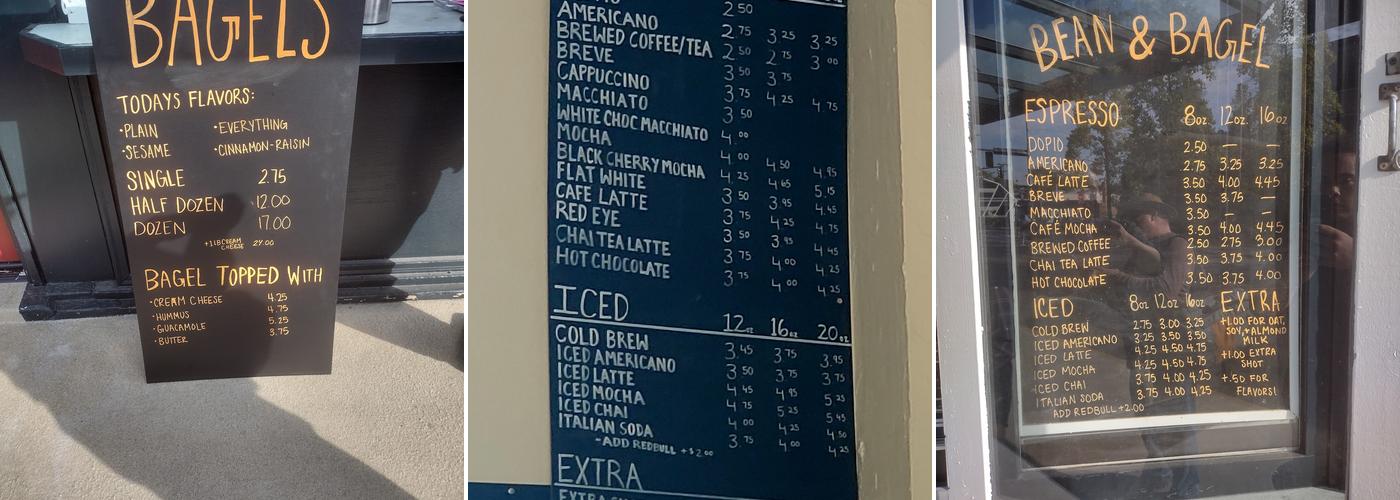 BAGELS
TODAYS FLAVORS:
•PLAIN •EVERYTHING
•SESAME •CINNAMON-RAISIN
SINGLE 2.75
HALF DOZEN 12.00
DOZEN 17.00
+1 LB CREAM CHEESE 24.00
BAGEL TOPPED WITH
•CREAM CHEESE 4.25
•HUMMUS 4.75
•GUACAMOLE 5.25
•BUTTER 3.75
2.50
AMERICANO 2.75 3.25 3.25
BREWED COFFEE/TEA 2.50 2.75 3.00
BREVE 3.50 3.75
CAPPUCCINO 3.75 4.25 4.75
MACCHIATO 3.50
WHITE CHOC MACCHIATO 4.00
MOCHA 4.00 4.50 4.95
BLACK CHERRY MOCHA 4.25 4.65 5.15
FLAT WHITE 3.50 3.95 4.45
CAFE LATTE 3.75 4.25 4.75
RED EYE 3.50 3.95 4.45
CHAI TEA LATTE 3.75 4.00 4.25
HOT CHOCOLATE 3.75 4.00 4.25
ICED 12oz 16oz 20oz
COLD BREW 3.45 3.75 3.95
ICED AMERICANO 3.50 3.75 3.75
ICED LATTE 4.45 4.95 5.25
ICED MOCHA 4.75 5.25 5.45
ICED CHAI 4.00 4.25 4.50
ITALIAN SODA 3.75 4.00 4.25
-ADD REDBULL +$2.00
EXTRA
BEAN & BAGEL
ESPRESSO 8oz 12oz. 16oz
DOPIO 2.50 — —
AMERICANO 2.75 3.25 3.25
CAFÉ LATTE 3.50 4.00 4.45
BREVE 3.50 3.75 —
MACCHIATO 3.50 — —
CAFÉ MOCHA 3.50 4.00 4.45
BREWED COFFEE 2.50 2.75 3.00
CHAI TEA LATTE 3.50 3.75 4.00
HOT CHOCOLATE 3.50 3.75 4.00
ICED 8oz 12oz 16oz
COLD BREW 2.75 3.00 3.25
ICED AMERICANO 3.25 3.50 3.50
ICED LATTE 4.25 4.50 4.75
ICED MOCHA 4.25 4.50 4.75
ICED CHAI 3.75 4.00 4.25
ITALIAN SODA 3.75 4.00 4.25
ADD REDBULL +2.00
EXTRA
+1.00 FOR OAT,
SOY, + ALMOND
MILK
+1.00 EXTRA
SHOT
+.50 FOR
FLAVORS!